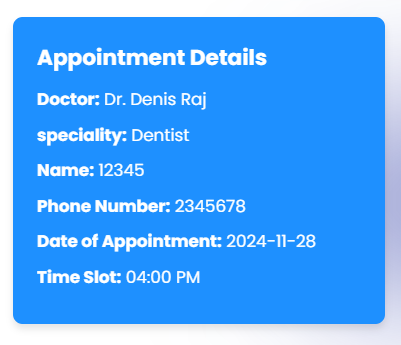 Appointment Details
Doctor: Dr. Denis Raj
speciality: Dentist
Name: 12345
Phone Number: 2345678
Date of Appointment: 2024-11-28
Time Slot: 04:00 PM